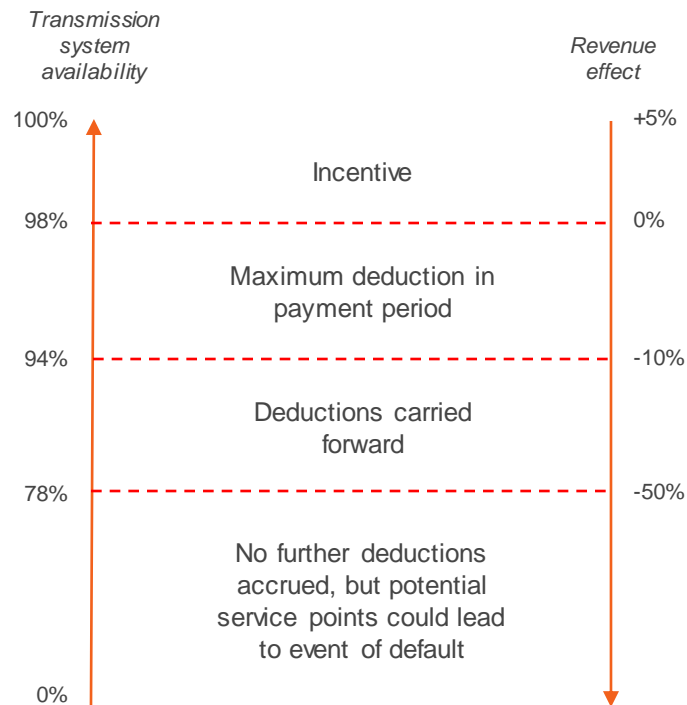 Transmission
system
availability
Revenue
effect
100%
+5%
Incentive
98%
0%
Maximum deduction in
payment period
94%
-10%
Deductions carried
forward
78%
-50%
No further deductions
accrued, but potential
service points could lead
to event of default
0%